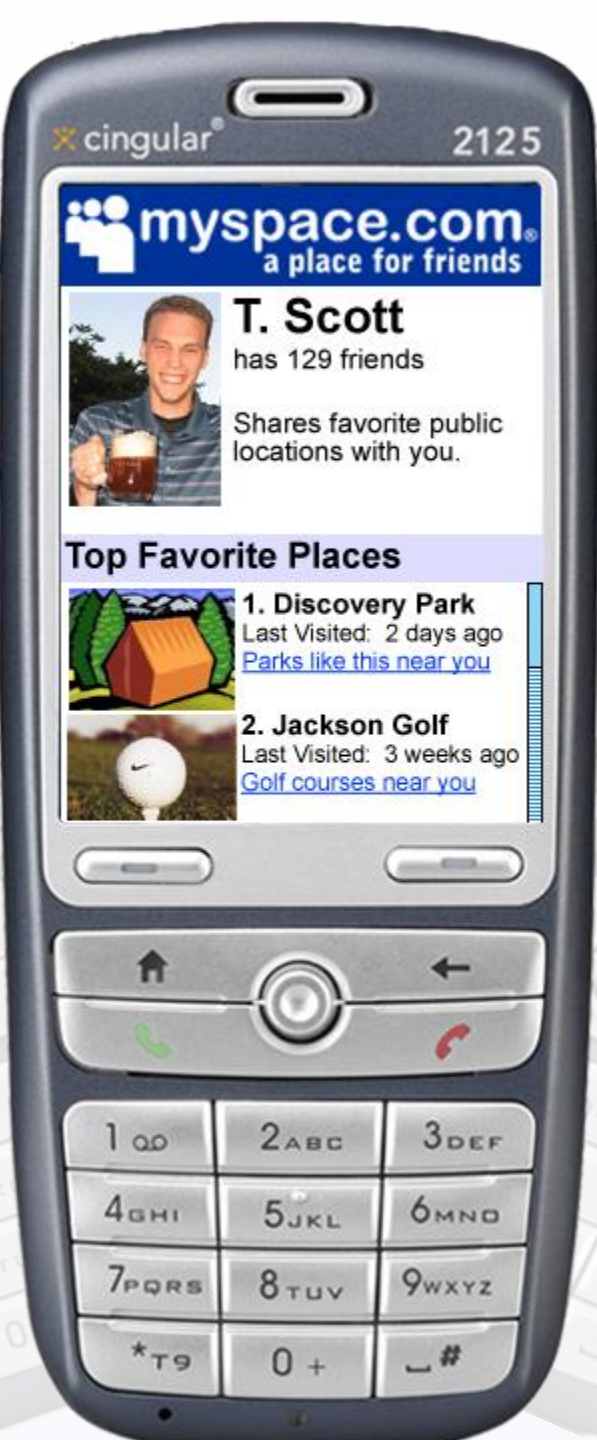 cingular®
2125
myspace.com®
a place for friends
T. Scott
has 129 friends
Shares favorite public
locations with you.
Top Favorite Places
1. Discovery Park
Last Visited: 2 days ago
Parks like this near you
2. Jackson Golf
Last Visited: 3 weeks ago
Golf courses near you
1 2ABC 3DEF
4GHI 5JKL 6MNO
7PQRS 8TUV 9WXYZ
*T9 0 + #